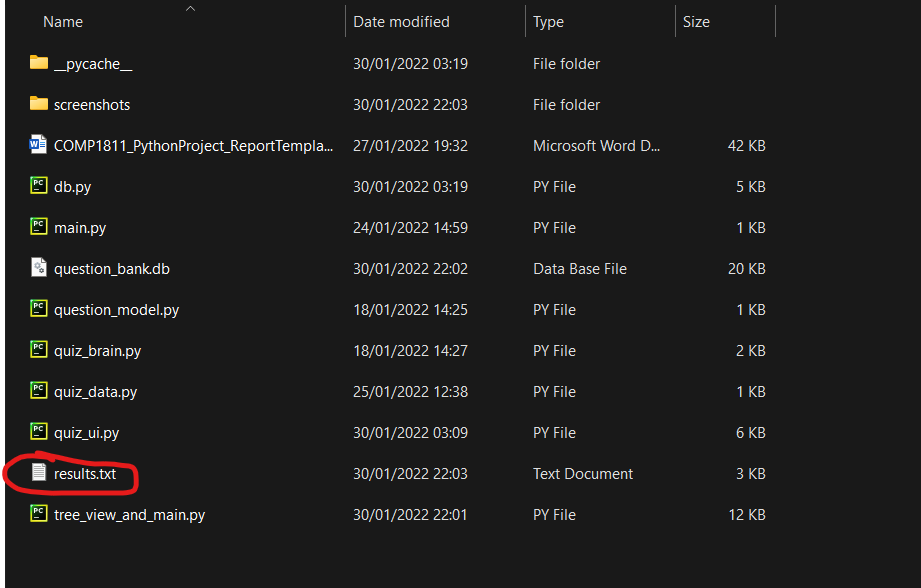 Name Date modified Type Size
__pycache__ 30/01/2022 03:19 File folder
screenshots 30/01/2022 22:03 File folder
COMP1811_PythonProject_ReportTempla... 27/01/2022 19:32 Microsoft Word D... 42 KB
db.py 30/01/2022 03:19 PY File 5 KB
main.py 24/01/2022 14:59 PY File 1 KB
question_bank.db 30/01/2022 22:02 Data Base File 20 KB
question_model.py 18/01/2022 14:25 PY File 1 KB
quiz_brain.py 18/01/2022 14:27 PY File 2 KB
quiz_data.py 25/01/2022 12:38 PY File 1 KB
quiz_ui.py 30/01/2022 03:09 PY File 6 KB
results.txt 30/01/2022 22:03 Text Document 3 KB
tree_view_and_main.py 30/01/2022 22:01 PY File 12 KB